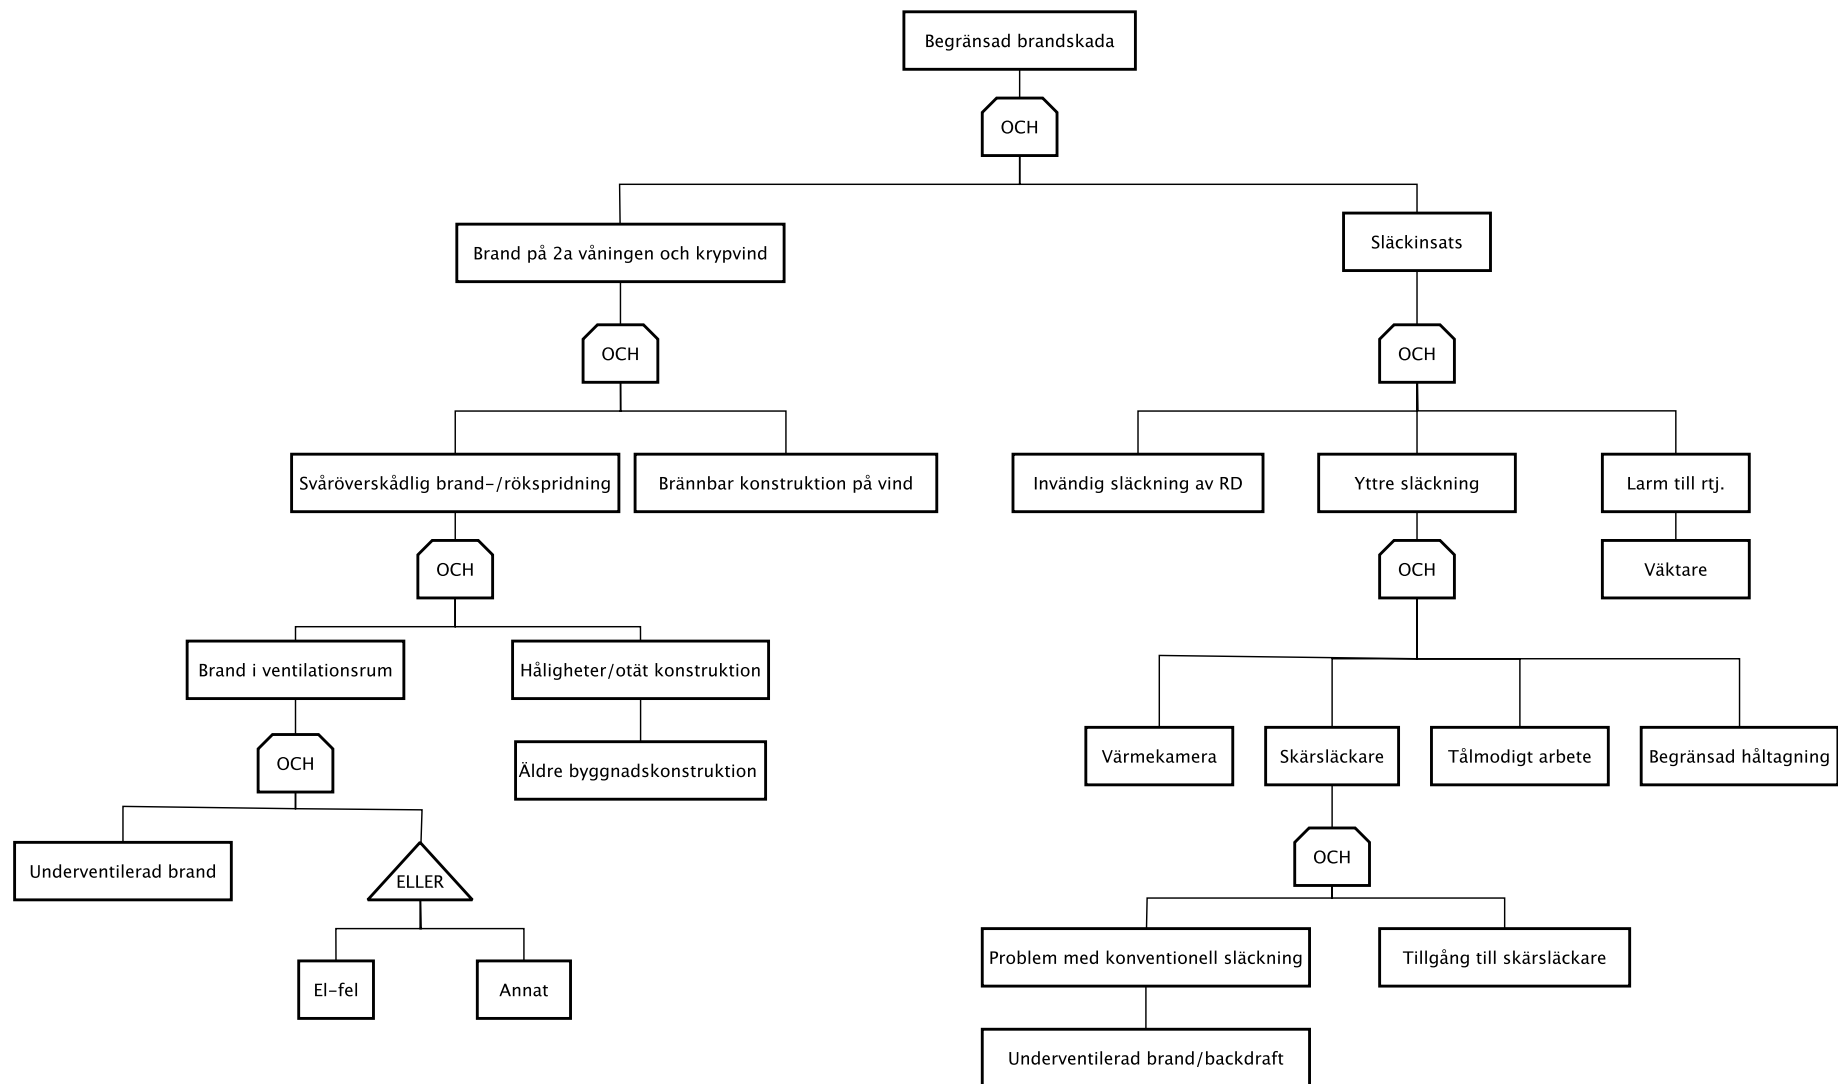 Begränsad brandskada
OCH
Brand på 2a våningen och krypvind
Släckinsats
OCH
OCH
Svåröverskådlig brand-/rökspridning
Brännbar konstruktion på vind
Invändig släckning av RD
Yttre släckning
Larm till rtj.
OCH
OCH
Väktare
Brand i ventilationsrum
Håligheter/otät konstruktion
OCH
Äldre byggnadskonstruktion
Värmekamera
Skärsläckare
Tålmodigt arbete
Begränsad håltagning
Underventilerad brand
ELLER
OCH
El-fel
Annat
Problem med konventionell släckning
Tillgång till skärsläckare
Underventilerad brand/backdraft